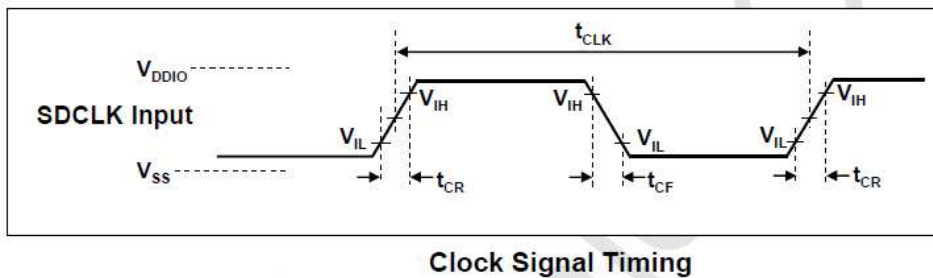 tCLK
VDDIO
SDCLK Input
VIH VIH VIH
VIL VIL VIL
VSS
tCR tCF tCR
Clock Signal Timing